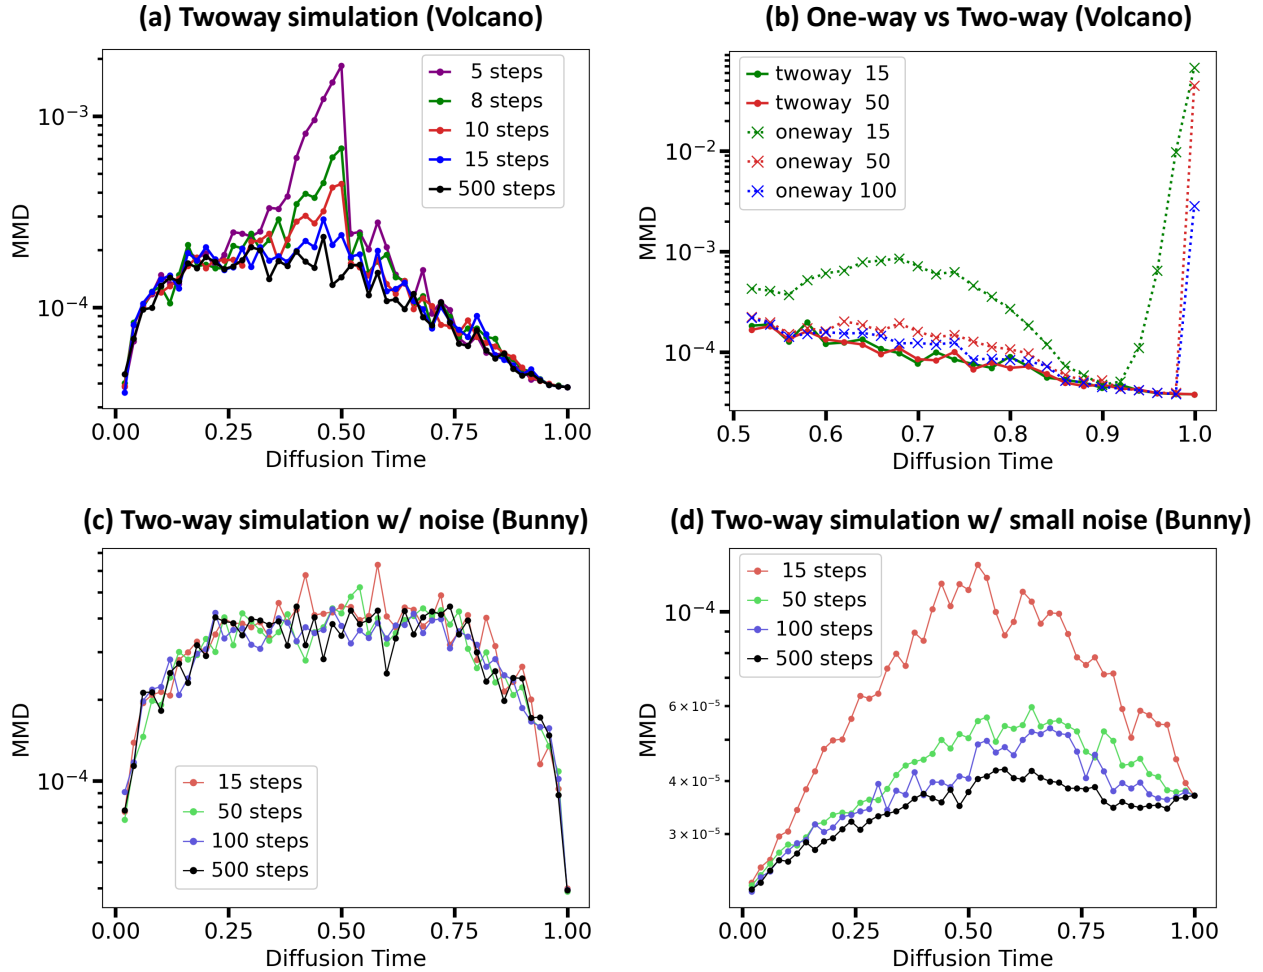 (a) Twoway simulation (Volcano)
5 steps
8 steps
10 steps
15 steps
500 steps
10⁻³
10⁻⁴
MMD
0.00 0.25 0.50 0.75 1.00
Diffusion Time
(b) One-way vs Two-way (Volcano)
twoway 15
twoway 50
oneway 15
oneway 50
oneway 100
10⁻²
10⁻³
10⁻⁴
MMD
0.5 0.6 0.7 0.8 0.9 1.0
Diffusion Time
(c) Two-way simulation w/ noise (Bunny)
10⁻⁴
MMD
15 steps
50 steps
100 steps
500 steps
0.00 0.25 0.50 0.75 1.00
Diffusion Time
(d) Two-way simulation w/ small noise (Bunny)
15 steps
50 steps
100 steps
500 steps
10⁻⁴
6 × 10⁻⁵
4 × 10⁻⁵
3 × 10⁻⁵
MMD
0.00 0.25 0.50 0.75 1.00
Diffusion Time